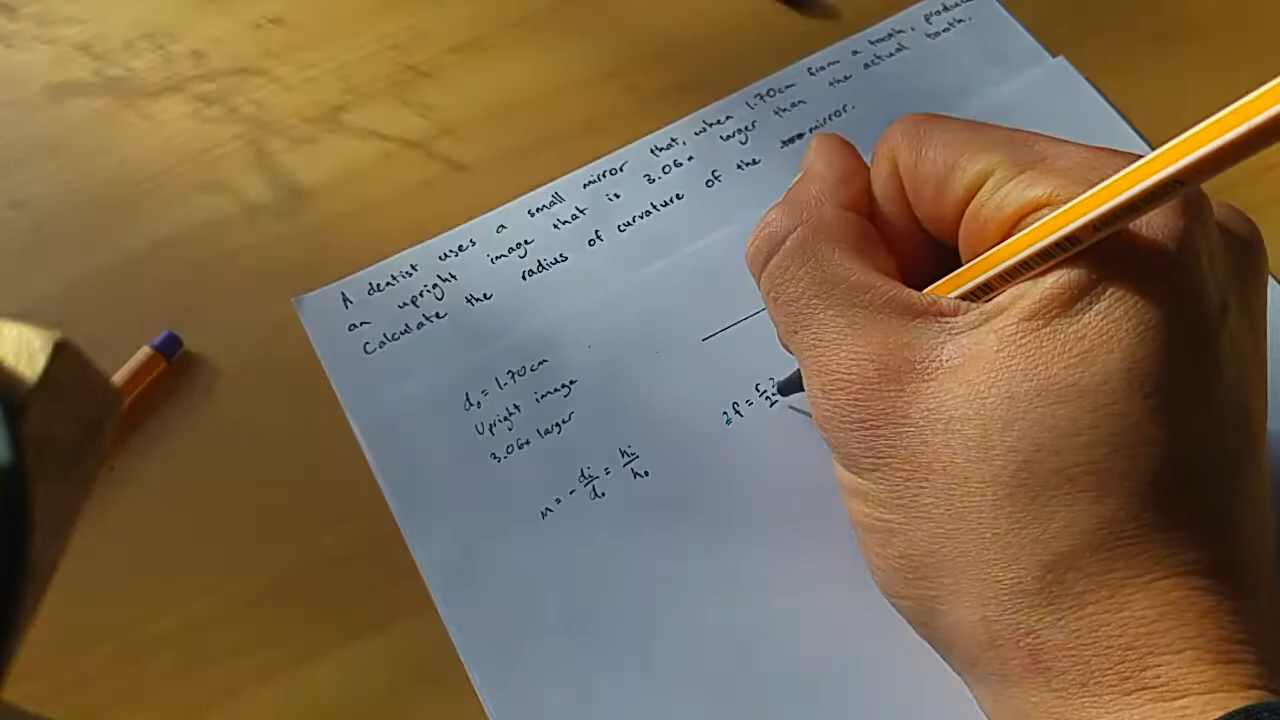 A dentist uses a small mirror that, when 1.70cm from a tooth,
an upright image that is 3.06x larger than the actual tooth.
Calculate the radius of curvature of the mirror.
d₀ = 1.70cm
Upright image
3.06x larger
M = - di/d₀ = hi/h₀
2f = r/2